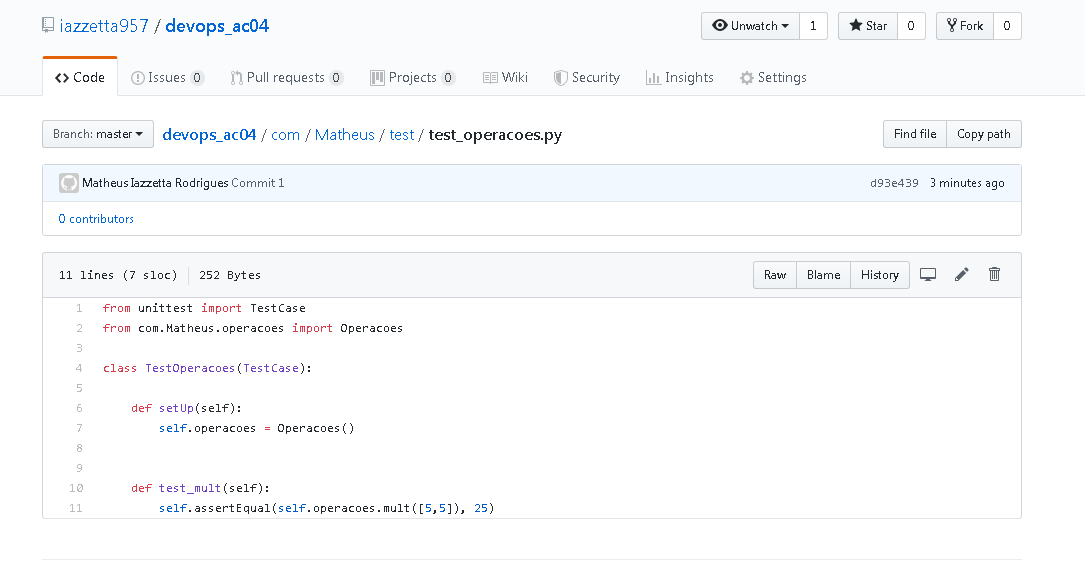 iazzetta957 / devops_ac04
Unwatch 1 Star 0 Fork 0
Code Issues 0 Pull requests 0 Projects 0 Wiki Security Insights Settings
Branch: master devops_ac04 / com / Matheus / test / test_operacoes.py Find file Copy path
Matheus Iazzetta Rodrigues Commit 1 d93e439 3 minutes ago
0 contributors
11 lines (7 sloc) 252 Bytes Raw Blame History
1 from unittest import TestCase
2 from com.Matheus.operacoes import Operacoes
3
4 class TestOperacoes(TestCase):
5
6     def setUp(self):
7         self.operacoes = Operacoes()
8
9
10     def test_mult(self):
11         self.assertEqual(self.operacoes.mult([5,5]), 25)